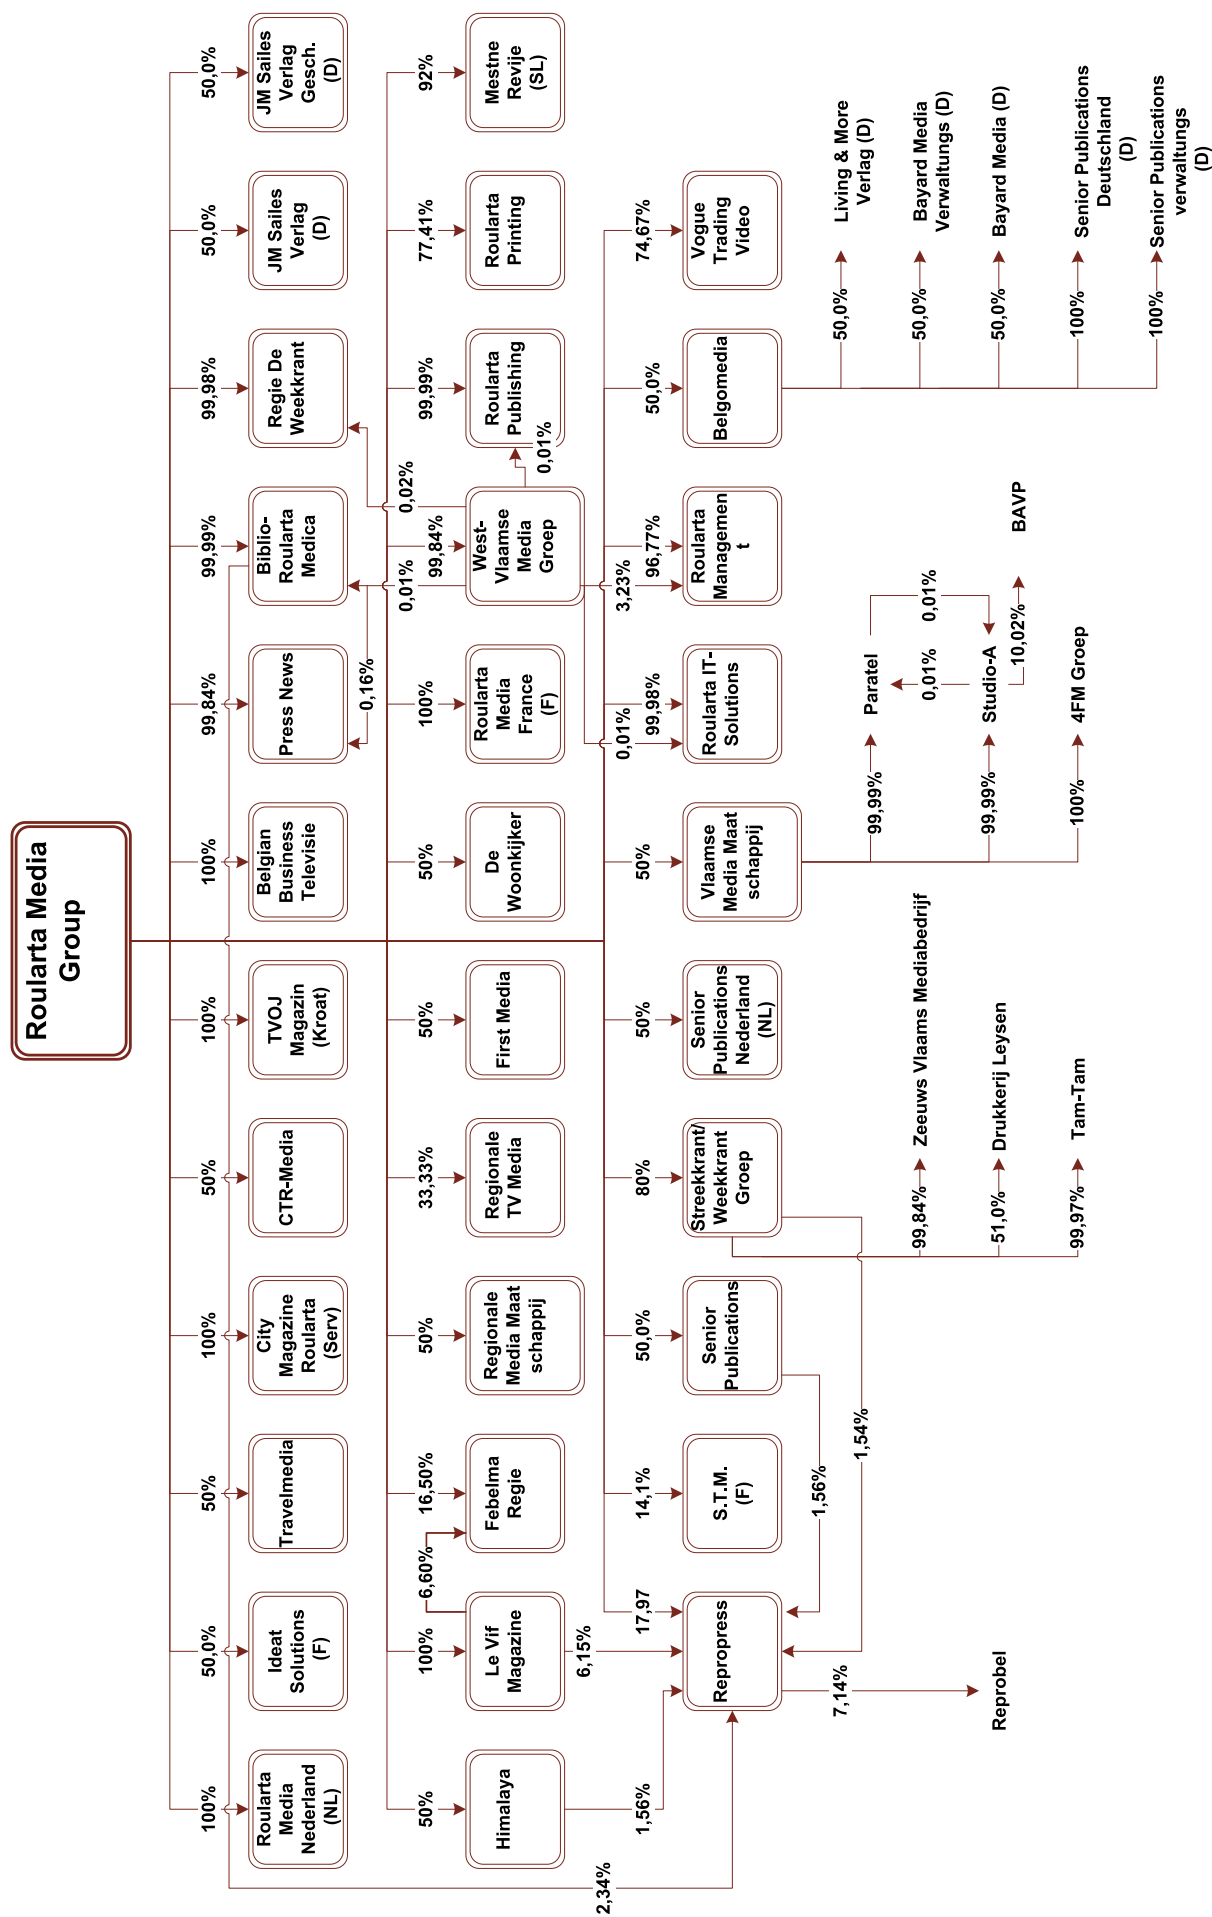 Roularta Media
Group
100%
50,0%
50%
100%
50%
100%
100%
99,84%
99,99%
99,98%
50,0%
50,0%
Roularta
Media
Nederland
(NL)
Ideat
Solutions
(F)
Travelmedia
City
Magazine
Roularta
(Serv)
CTR-Media
TVOJ
Magazin
(Kroat)
Belgian
Business
Televisie
Press News
Biblio-
Roularta
Medica
Regie De
Weekkrant
JM Sailes
Verlag
(D)
JM Sailes
Verlag
Gesch.
(D)
0,16%
0,01%
0,02%
50%
100%
6,60%
16,50%
50%
33,33%
50%
50%
100%
99,84%
99,99%
77,41%
92%
Himalaya
Le Vif
Magazine
Febelma
Regie
Regionale
Media Maat
schappij
Regionale
TV Media
First Media
De
Woonkijker
Roularta
Media
France
(F)
West-
Vlaamse
Media
Groep
Roularta
Publishing
Roularta
Printing
Mestne
Revije
(SL)
0,01%
2,34%
1,56%
6,15%
17,97
14,1%
50,0%
80%
50%
50%
0,01%
99,98%
3,23%
96,77%
50,0%
74,67%
Repropress
S.T.M.
(F)
Senior
Publications
Streekkrant/
Weekkrant
Groep
Senior
Publications
Nederland
(NL)
Vlaamse
Media Maat
schappij
Roularta IT-
Solutions
Roularta
Managemen
t
Belgomedia
Vogue
Trading
Video
7,14%
Reprobel
1,56%
1,54%
99,84%
Zeeuws Vlaams Mediabedrijf
51,0%
Drukkerij Leysen
99,97%
Tam-Tam
99,99%
Paratel
0,01%
0,01%
99,99%
Studio-A
10,02%
BAVP
100%
4FM Groep
50,0%
Living & More
Verlag (D)
50,0%
Bayard Media
Verwaltungs (D)
50,0%
Bayard Media (D)
100%
Senior Publications
Deutschland
(D)
100%
Senior Publications
verwaltungs
(D)